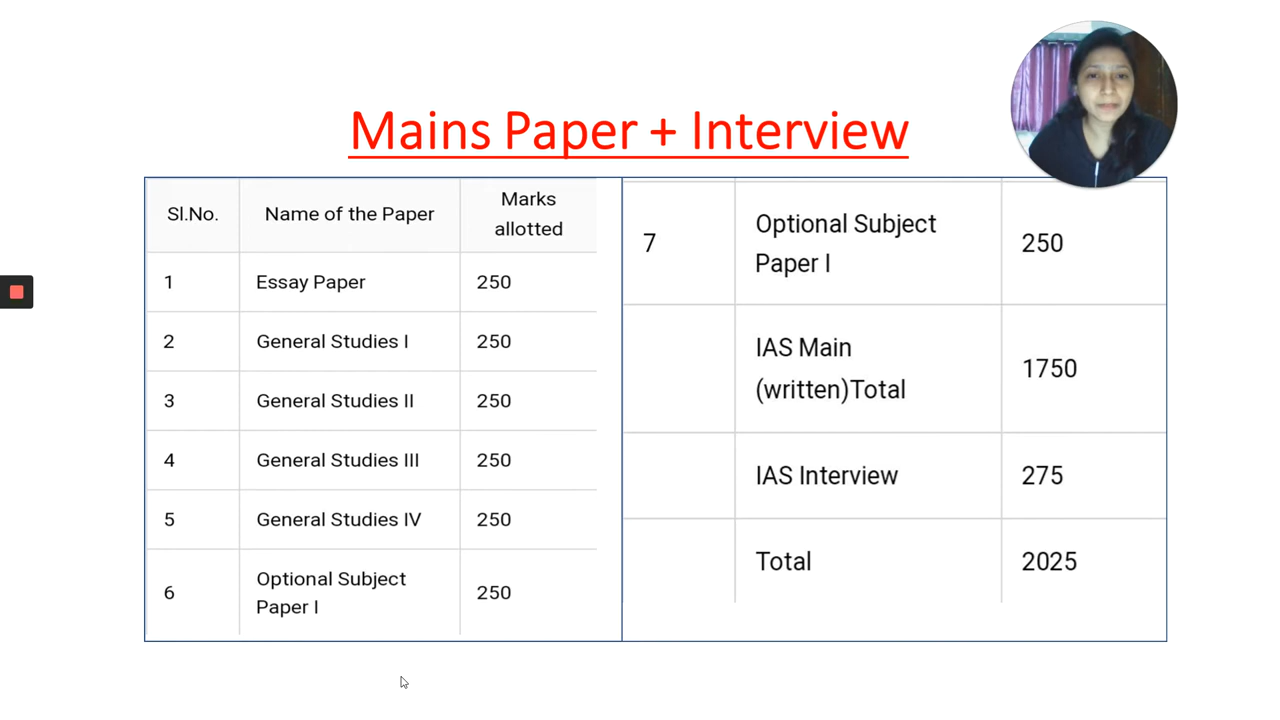 Mains Paper + Interview
Sl.No. Name of the Paper Marks allotted
1 Essay Paper 250
2 General Studies I 250
3 General Studies II 250
4 General Studies III 250
5 General Studies IV 250
6 Optional Subject Paper I 250
7 Optional Subject Paper I 250
IAS Main (written)Total 1750
IAS Interview 275
Total 2025